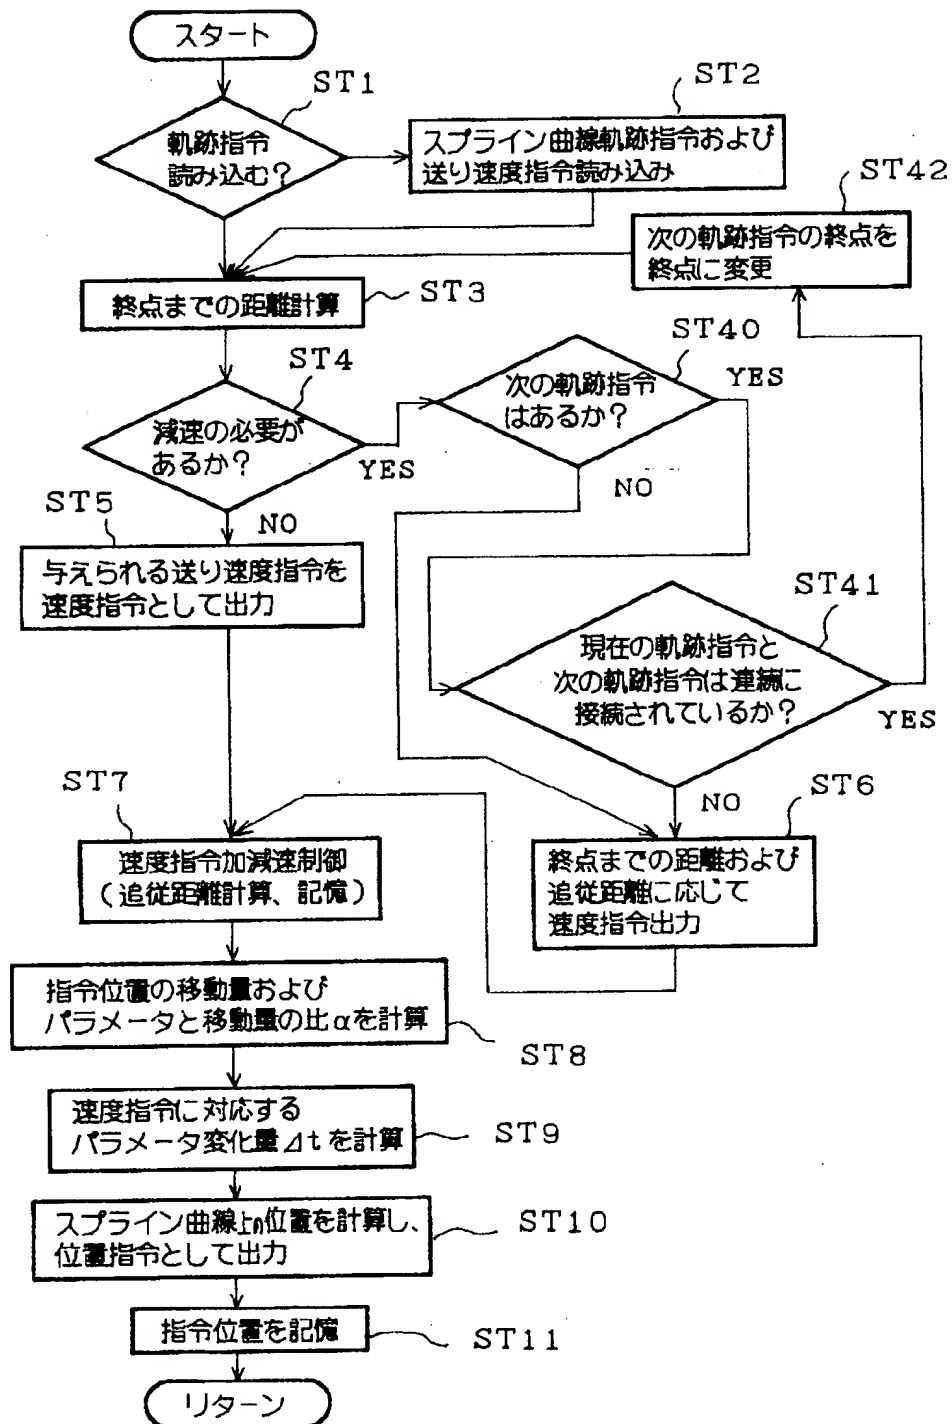 スタート
ST1
軌跡指令
読み込む？
ST2
スプライン曲線軌跡指令および
送り速度指令読み込み
ST42
次の軌跡指令の終点を
終点に変更
終点までの距離計算
ST3
ST4
減速の必要が
あるか？
YES
NO
ST40
次の軌跡指令
はあるか？
YES
NO
ST5
与えられる送り速度指令を
速度指令として出力
ST41
現在の軌跡指令と
次の軌跡指令は連続に
接続されているか？
YES
NO
ST7
速度指令加減速制御
（追従距離計算、記憶）
ST6
終点までの距離および
追従距離に応じて
速度指令出力
指令位置の移動量および
パラメータと移動量の比αを計算
ST8
速度指令に対応する
パラメータ変化量Δtを計算
ST9
スプライン曲線上の位置を計算し、
位置指令として出力
ST10
指令位置を記憶
ST11
リターン